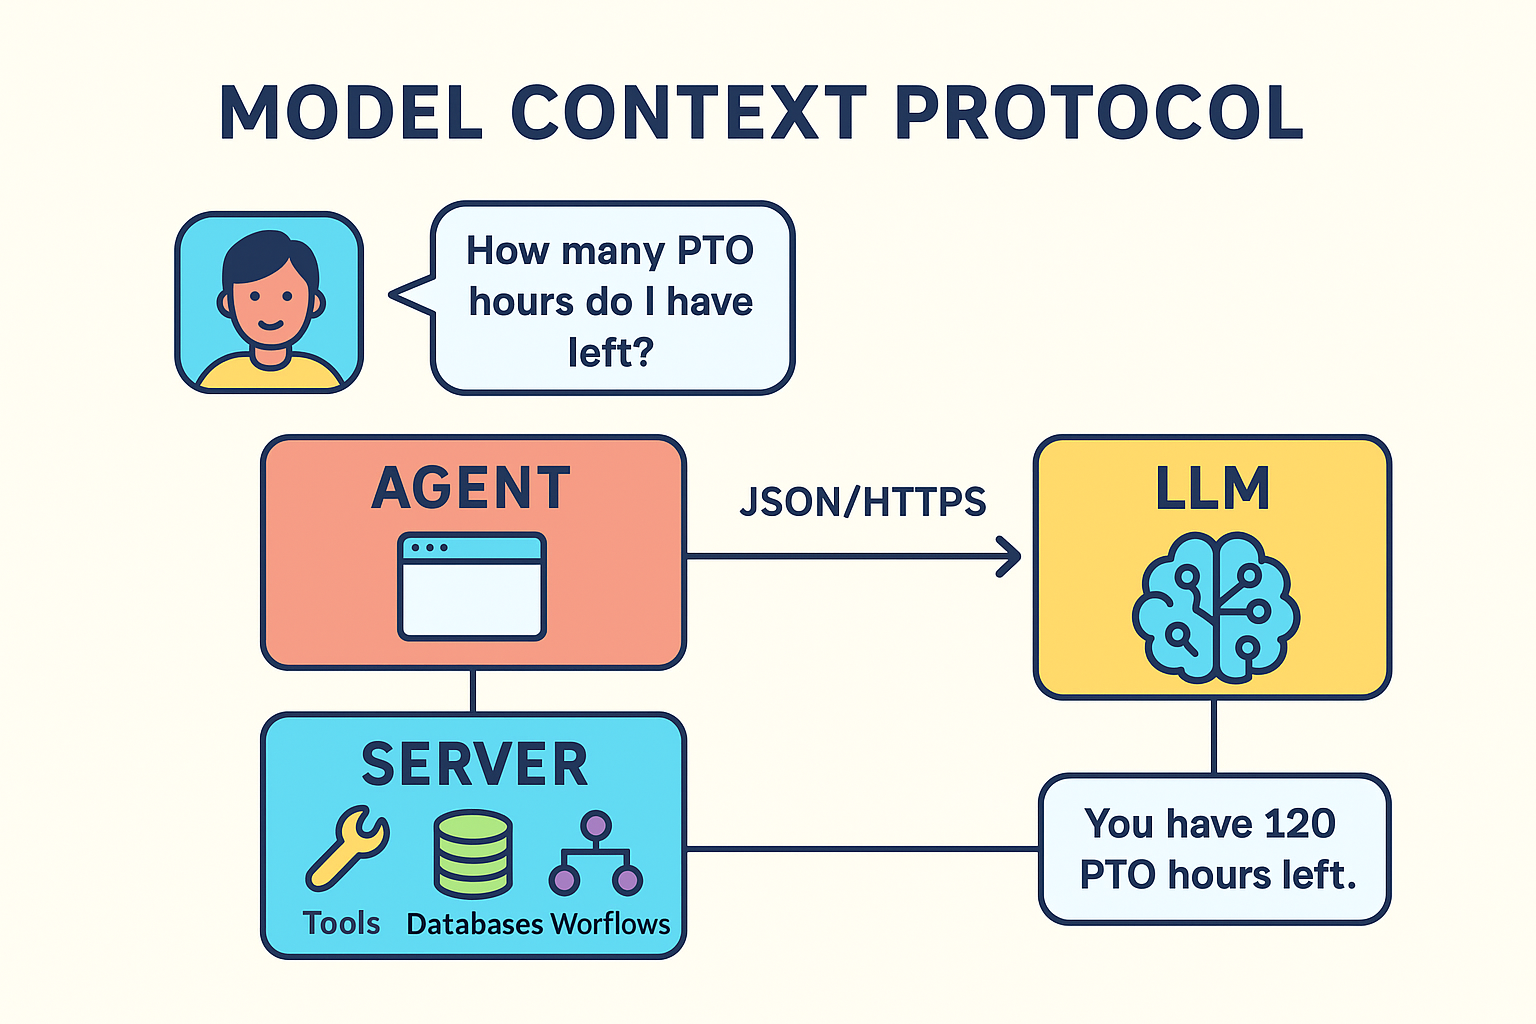 MODEL CONTEXT PROTOCOL
How many PTO
hours do I have
left?
AGENT
JSON/HTTPS
LLM
SERVER
Tools
Databases
Worflows
You have 120
PTO hours left.